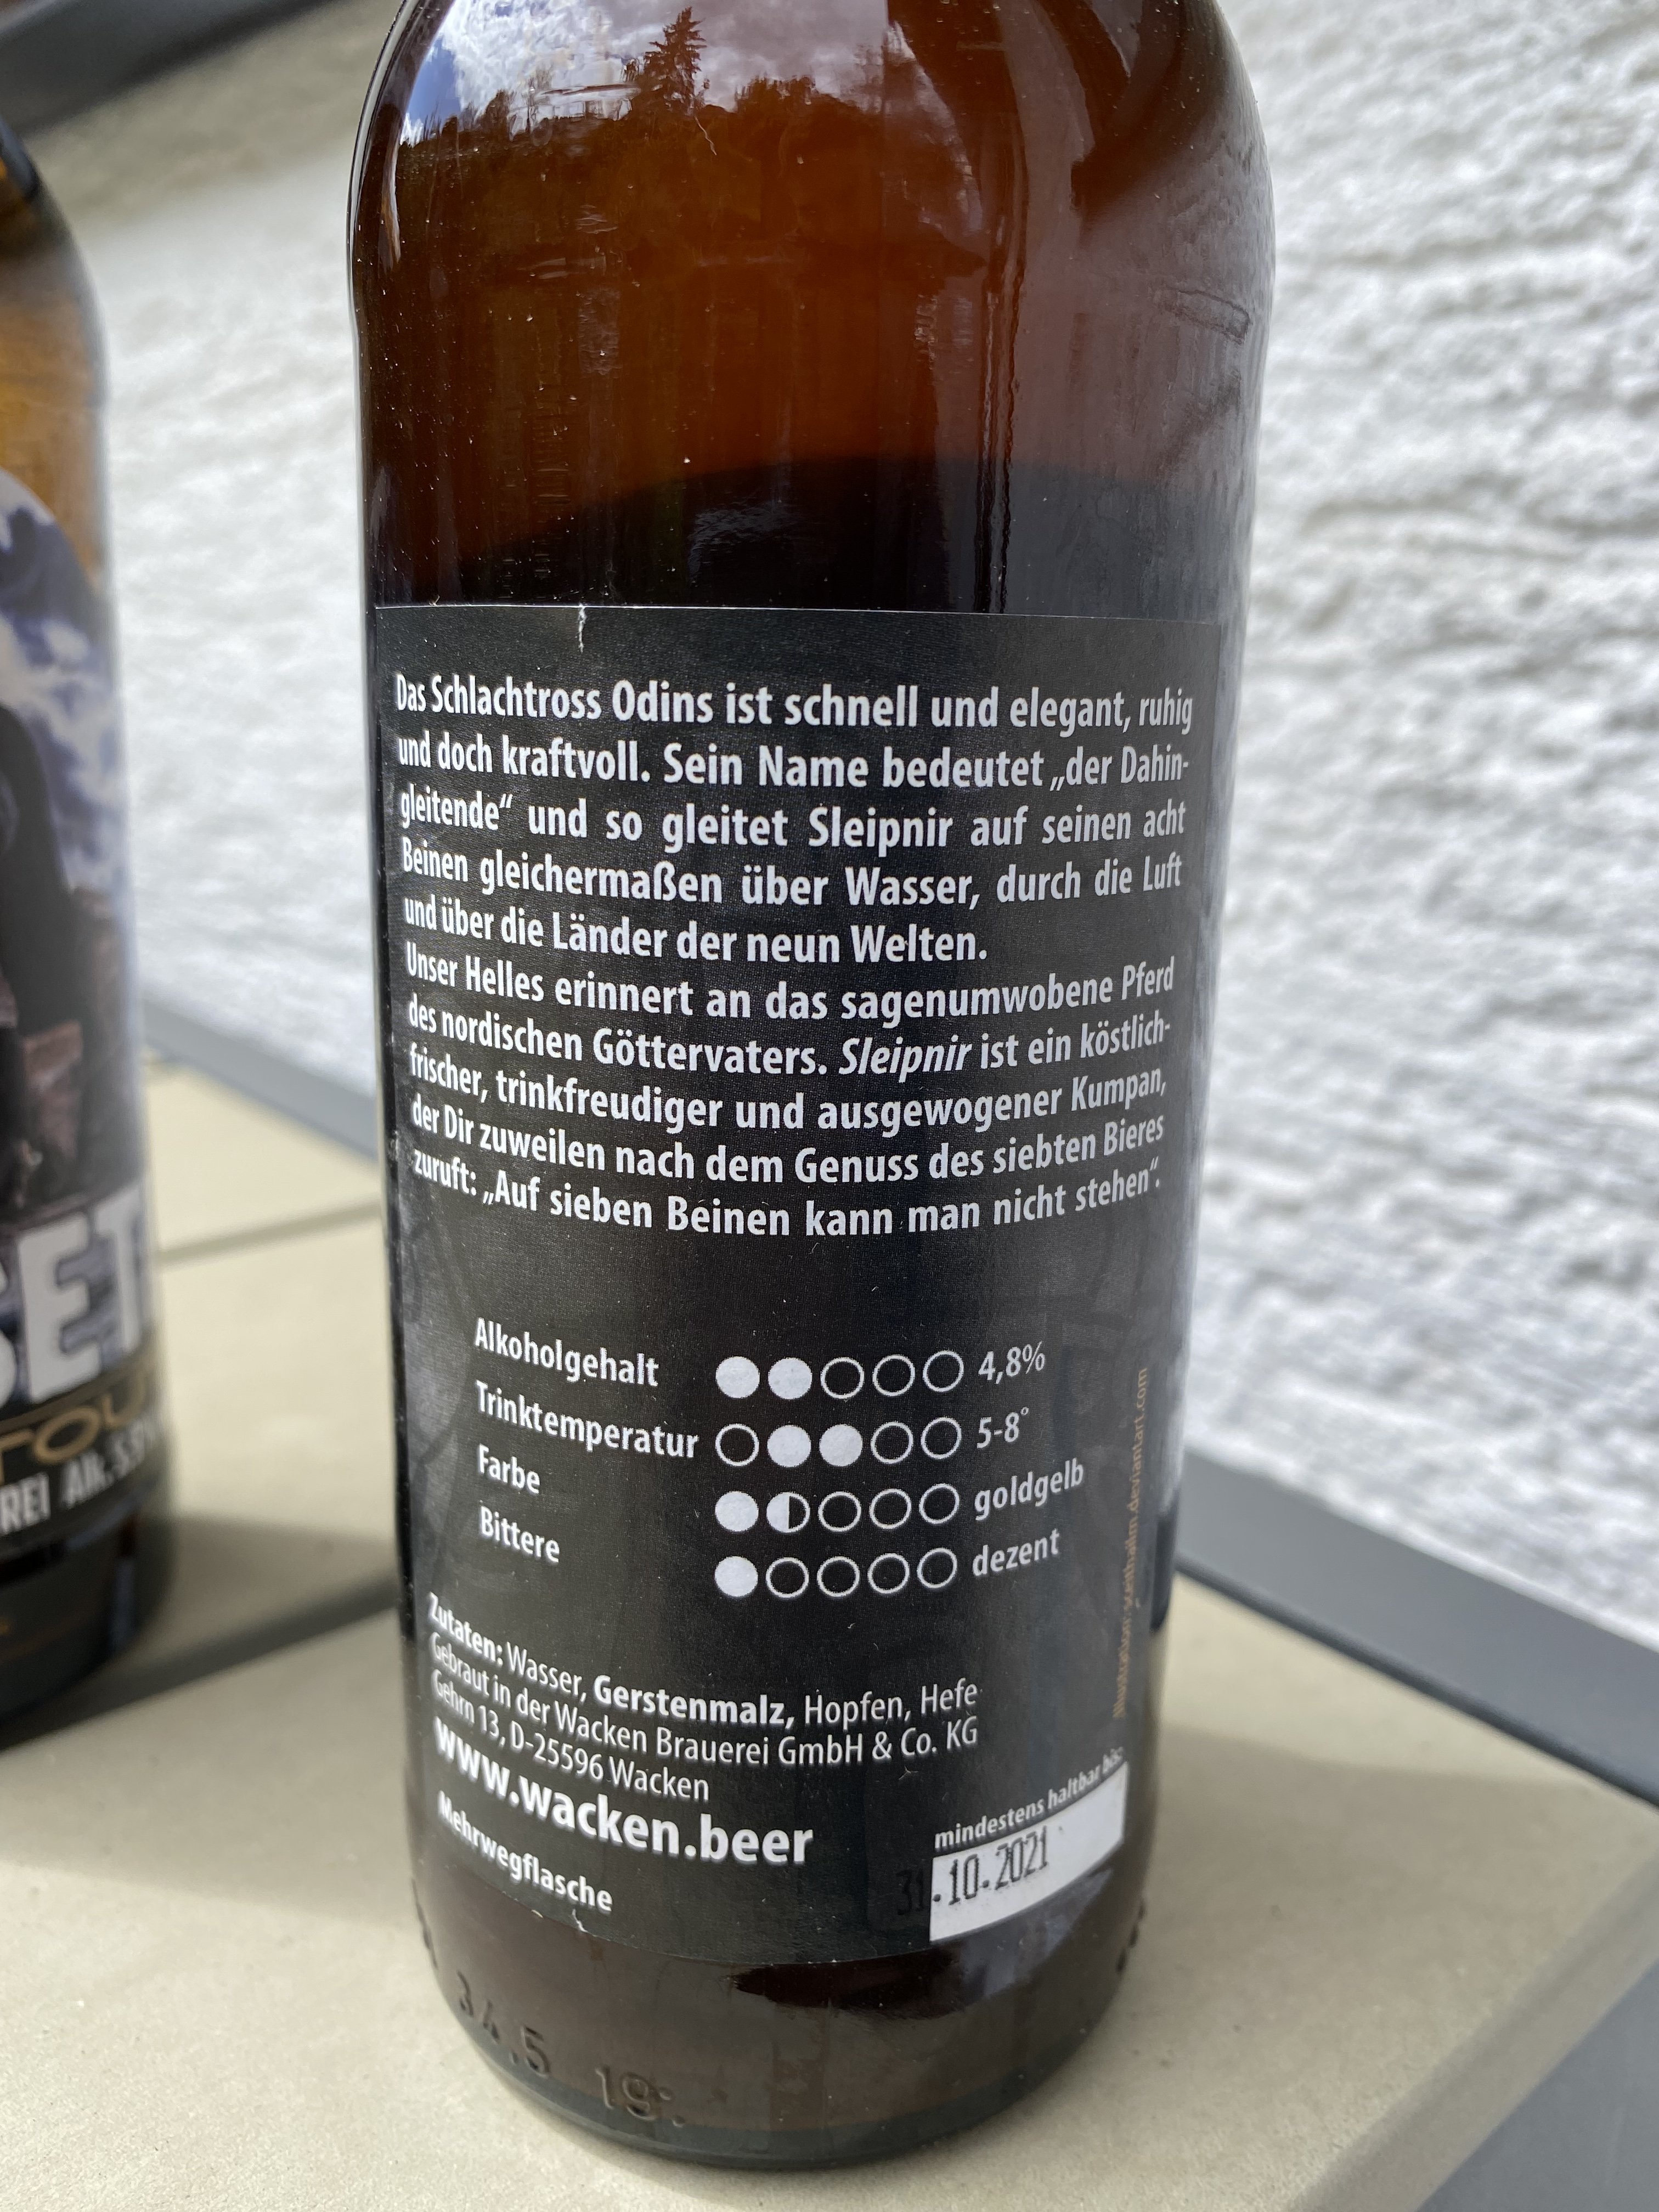 Das Schlachtross Odins ist schnell und elegant, ruhig
und doch kraftvoll. Sein Name bedeutet „der Dahin-
gleitende“ und so gleitet Sleipnir auf seinen acht
Beinen gleichermaßen über Wasser, durch die Luft
und über die Länder der neun Welten.
Unser Helles erinnert an das sagenumwobene Pferd
des nordischen Göttervaters. Sleipnir ist ein köstlich-
frischer, trinkfreudiger und ausgewogener Kumpan,
der Dir zuweilen nach dem Genuss des siebten Bieres
zuruft: „Auf sieben Beinen kann man nicht stehen“.
Alkoholgehalt 4,8%
Trinktemperatur 5-8°
Farbe goldgelb
Bittere dezent
Zutaten: Wasser, Gerstenmalz, Hopfen, Hefe
Gebraut in der Wacken Brauerei GmbH & Co. KG
Gehrn 13, D-25596 Wacken
www.wacken.beer
Mehrwegflasche
mindestens haltbar bis:
31.10.2021